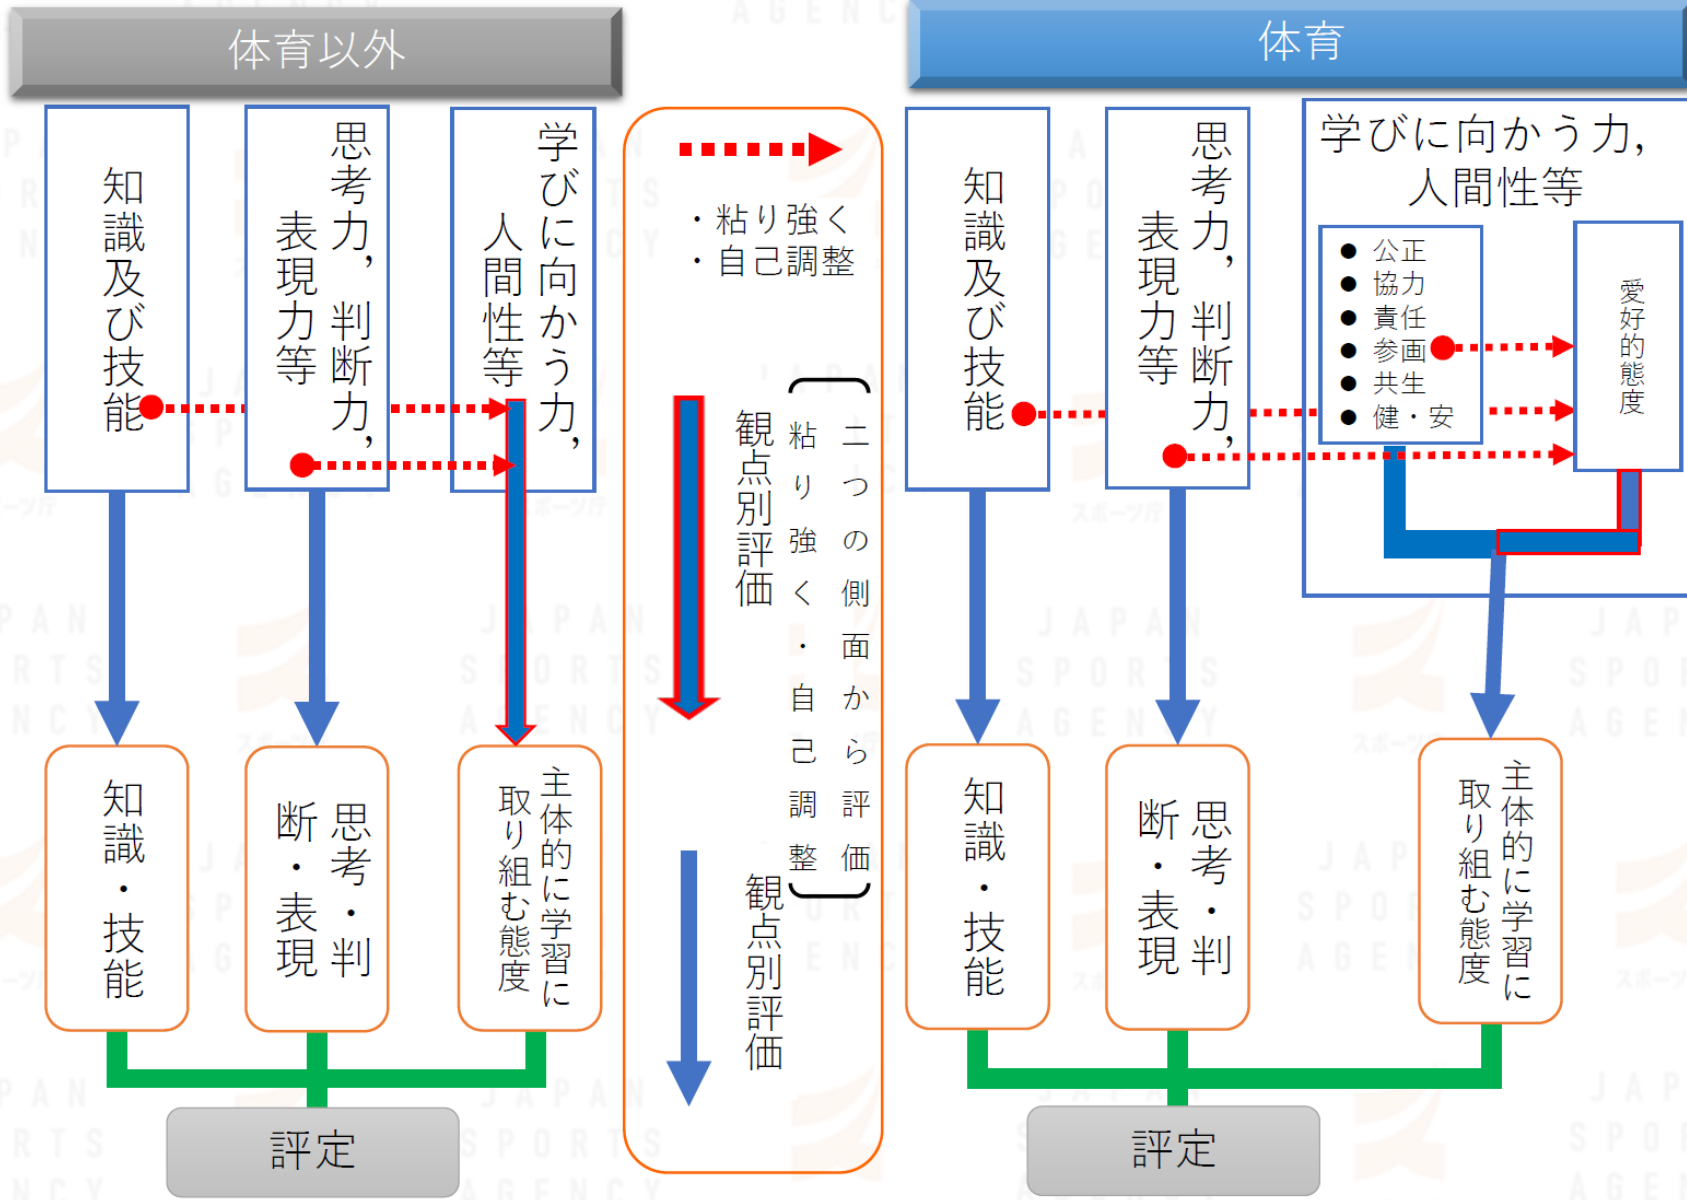 体育以外
知識及び技能
思考力，判断力，
表現力等
学びに向かう力，
人間性等
・粘り強く
・自己調整
観点別評価
二つの側面から評価
粘り強く・自己調整
観点別評価
知識・技能
思考・判
断・表現
主体的に学習に
取り組む態度
評定
体育
知識及び技能
思考力，判断力，
表現力等
学びに向かう力，
人間性等
● 公正
● 協力
● 責任
● 参画
● 共生
● 健・安
愛好的態度
知識・技能
思考・判
断・表現
主体的に学習に
取り組む態度
評定
JAPAN
SPORTS
AGENCY
スポーツ庁